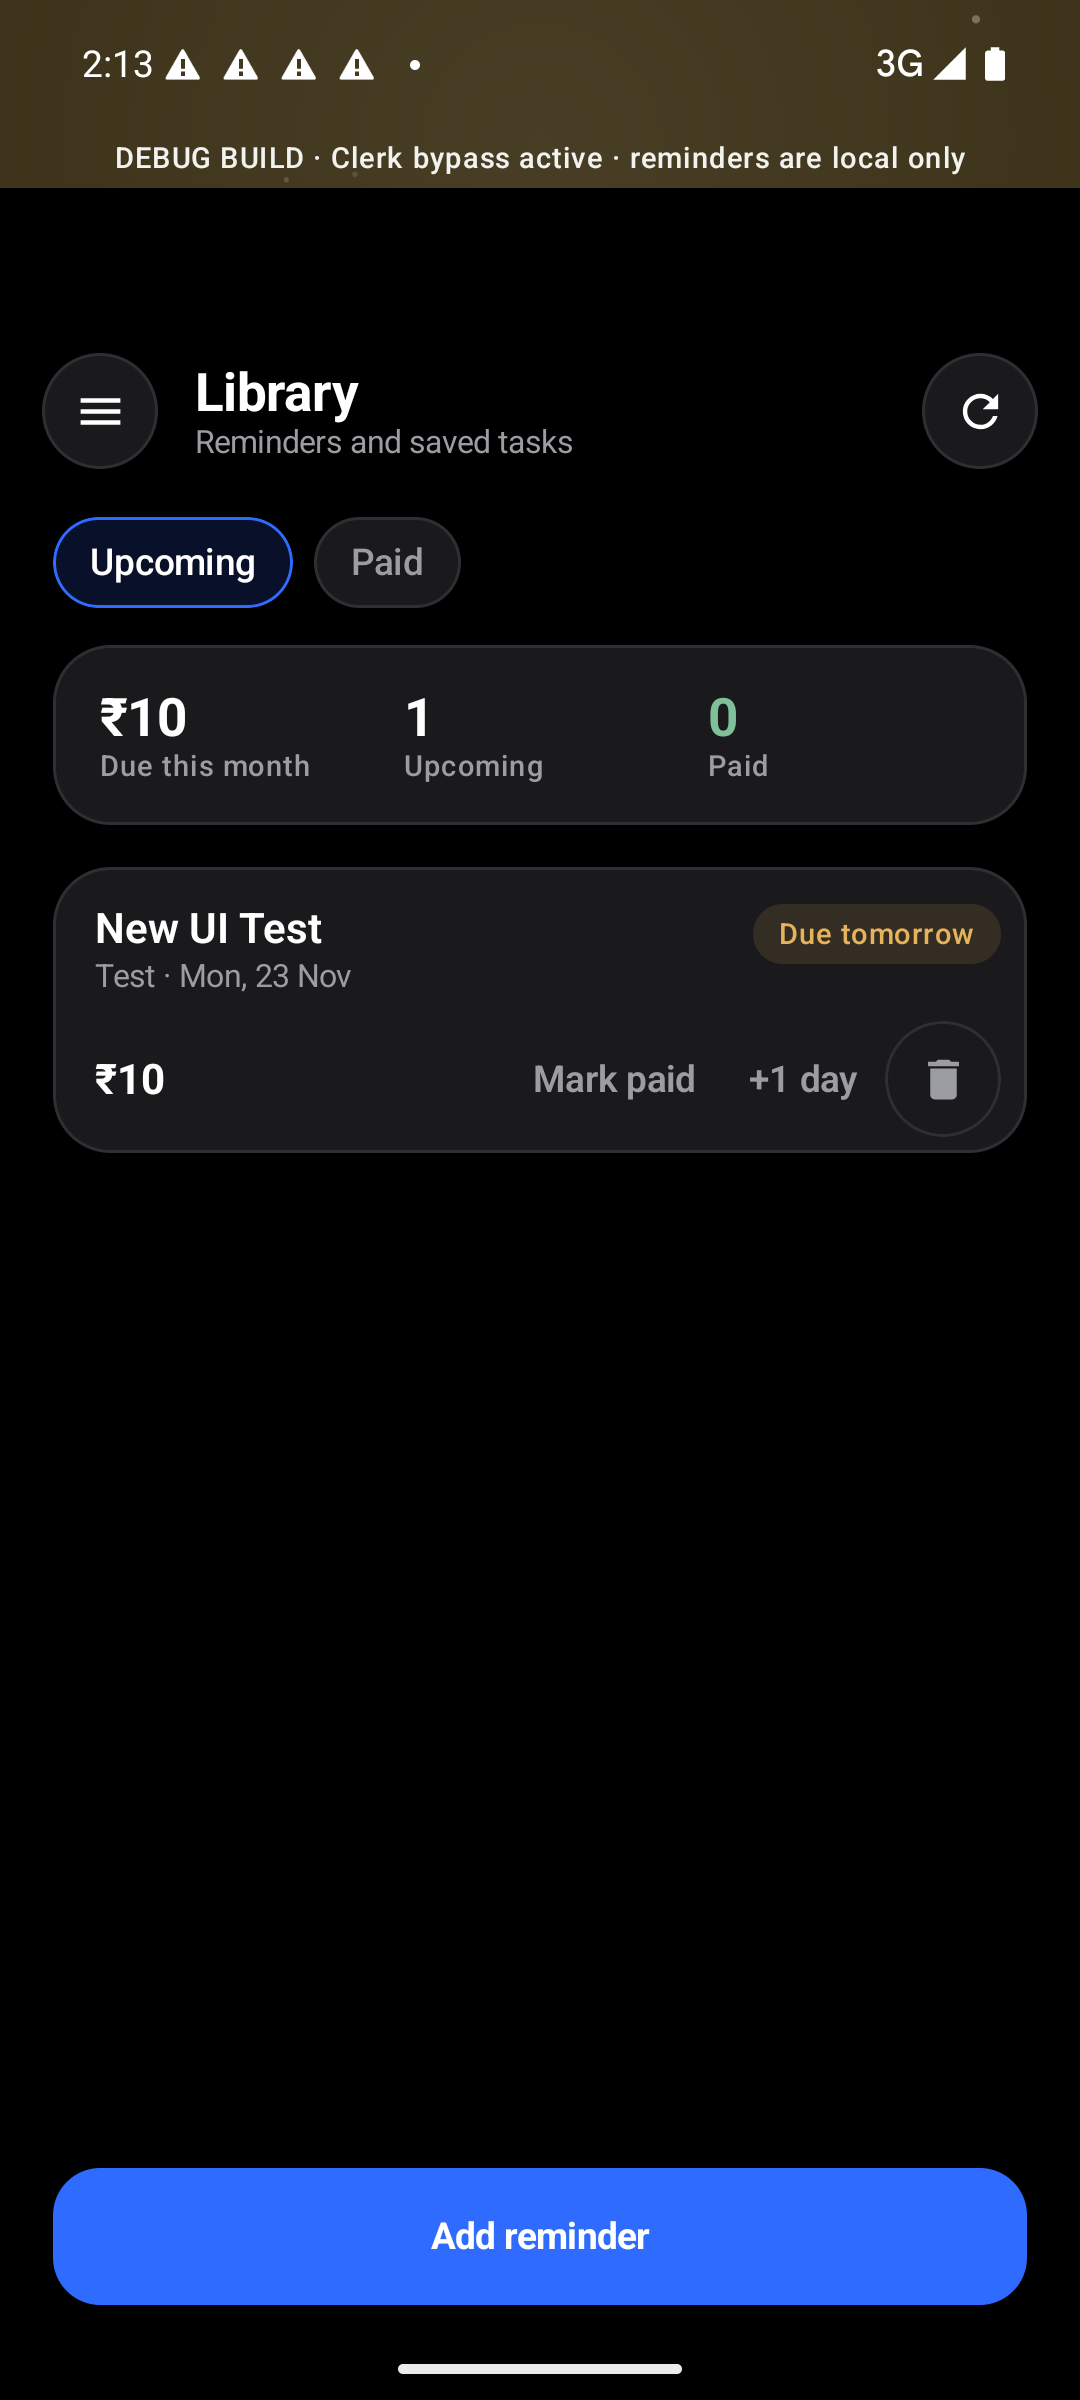 2:13
3G
DEBUG BUILD · Clerk bypass active · reminders are local only
Library
Reminders and saved tasks
Upcoming
Paid
₹10
Due this month
1
Upcoming
0
Paid
New UI Test
Due tomorrow
Test · Mon, 23 Nov
₹10
Mark paid
+1 day
Add reminder